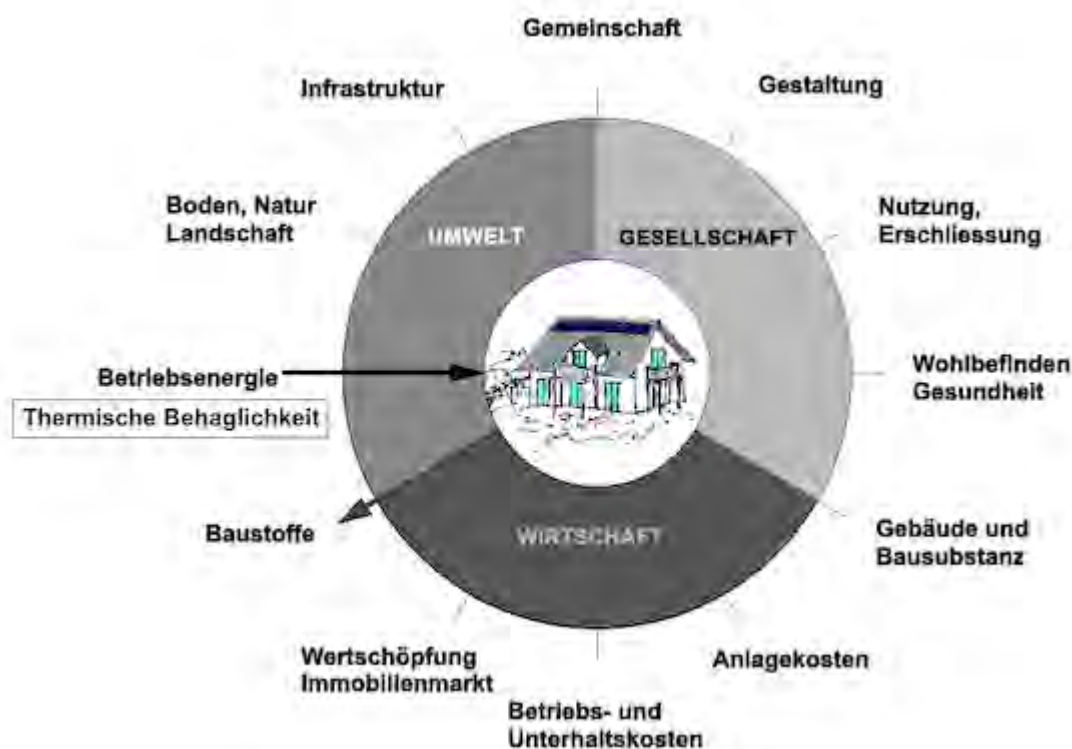 Gemeinschaft
Infrastruktur
Gestaltung
Boden, Natur
Landschaft
UMWELT
GESELLSCHAFT
Nutzung,
Erschliessung
Betriebsenergie
Thermische Behaglichkeit
Wohlbefinden
Gesundheit
Baustoffe
WIRTSCHAFT
Gebäude und
Bausubstanz
Wertschöpfung
Immobilienmarkt
Anlagekosten
Betriebs- und
Unterhaltskosten